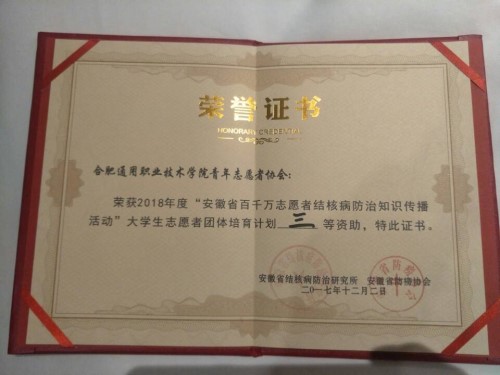 荣誉证书
HONORARY CREDENTIAL
合肥通用职业技术学院青年志愿者协会：
荣获2018年度“安徽省百千万志愿者结核病防治知识传播
活动”大学生志愿者团体培育计划 三 等资助，特此证书。
安徽省结核病防治研究所 安徽省防痨协会
二〇一七年十二月二日